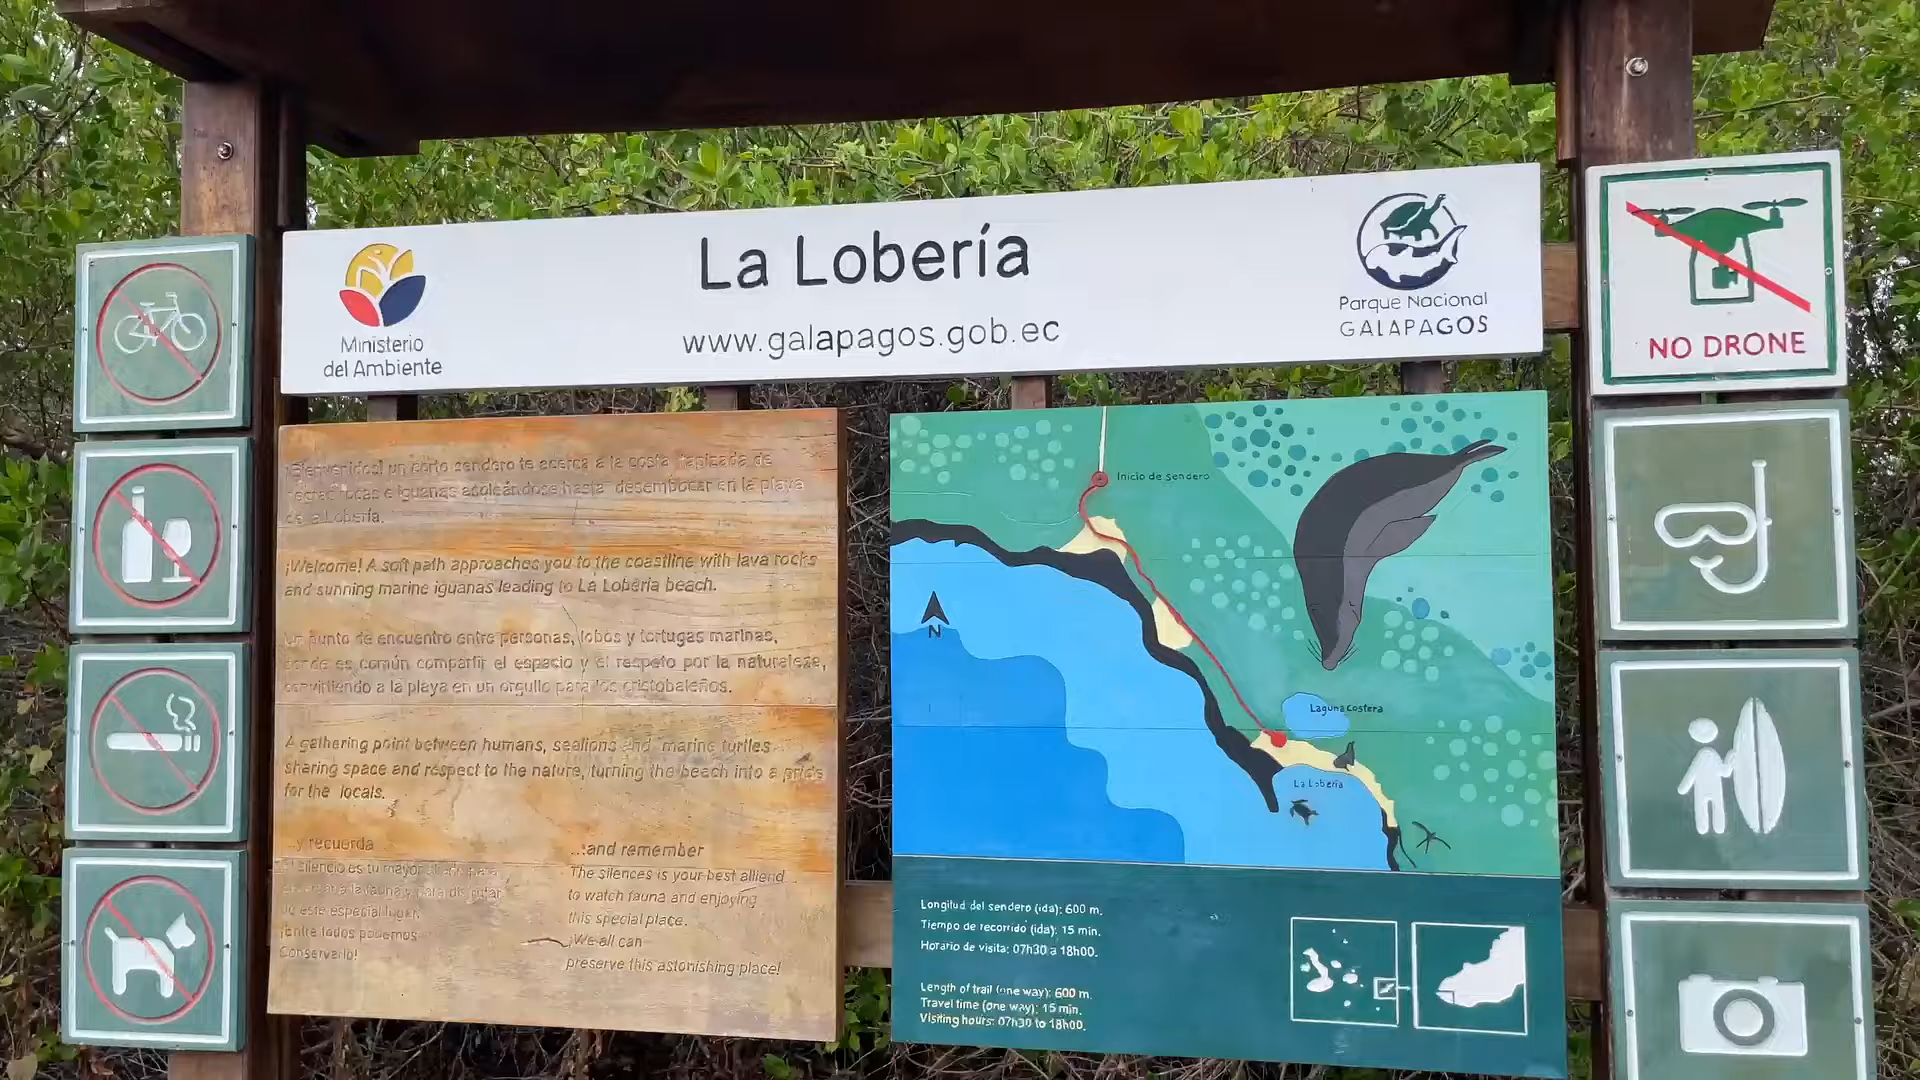 La Lobería
www.galapagos.gob.ec
Ministerio
del Ambiente
Parque Nacional
GALAPAGOS
NO DRONE
¡Bienvenidos! un corto sendero te acerca a la costa tapizada de
rocas e iguanas asoleándose hasta desembocar en la playa
de la Lobería.
¡Welcome! A soft path approaches you to the coastline with lava rocks
and sunning marine iguanas leading to La Lobería beach.
Un punto de encuentro entre personas, lobos y tortugas marinas,
donde es común compartir el espacio y el respeto por la naturaleza,
convirtiendo a la playa en un orgullo para los cristobaleños.
A gathering point between humans, sealions and marine turtles
sharing space and respect to the nature, turning the beach into a pride
for the locals.
...y recuerda
El silencio es tu mayor aliado para
la fauna y para disfrutar
de este especial lugar.
¡Entre todos podemos
Conservarlo!
...and remember
The silences is your best alliend
to watch fauna and enjoying
this special place.
¡We all can
preserve this astonishing place!
Inicio de sendero
N
Laguna costera
La Lobería
Longitud del sendero (ida): 600 m.
Tiempo de recorrido (ida): 15 min.
Horario de visita: 07h30 a 18h00.
Length of trail (one way): 600 m.
Travel time (one way): 15 min.
Visiting hours: 07h30 to 18h00.